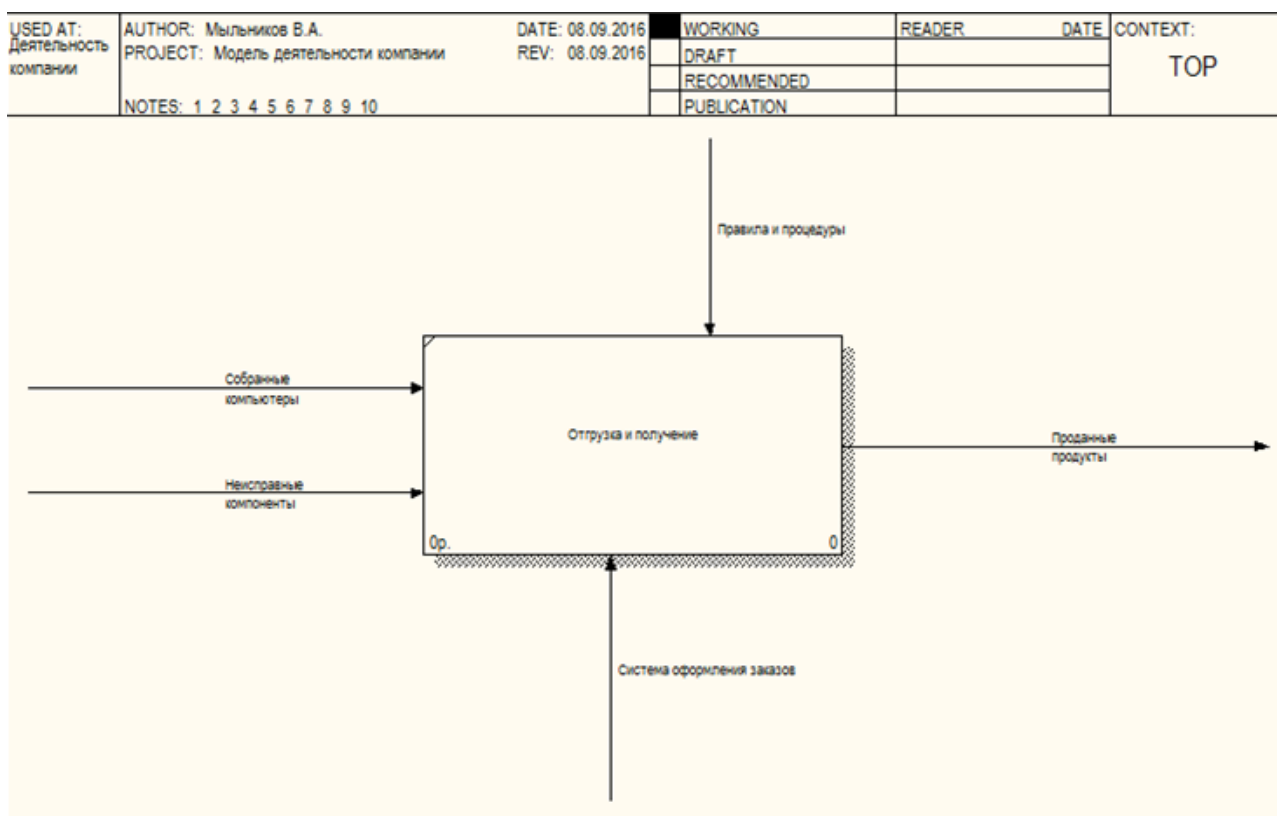 USED AT:
Деятельность
компании
AUTHOR: Мыльников В.А.
DATE: 08.09.2016
PROJECT: Модель деятельности компании
REV: 08.09.2016
NOTES: 1 2 3 4 5 6 7 8 9 10
WORKING
DRAFT
RECOMMENDED
PUBLICATION
READER
DATE
CONTEXT:
TOP
Правила и процедуры
Собранные
компьютеры
Отгрузка и получение
Проданные
продукты
Неисправные
компоненты
0р.
0
Система оформления заказов